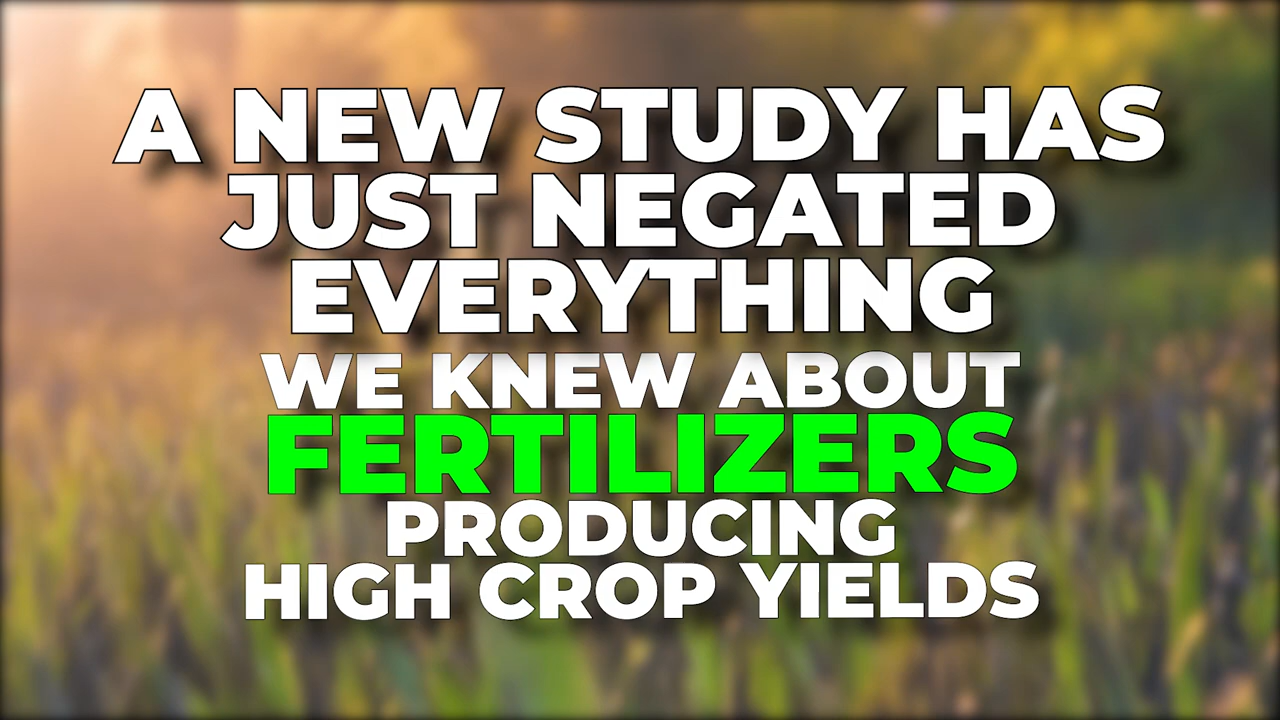 A NEW STUDY HAS
JUST NEGATED
EVERYTHING
WE KNEW ABOUT
FERTILIZERS
PRODUCING
HIGH CROP YIELDS